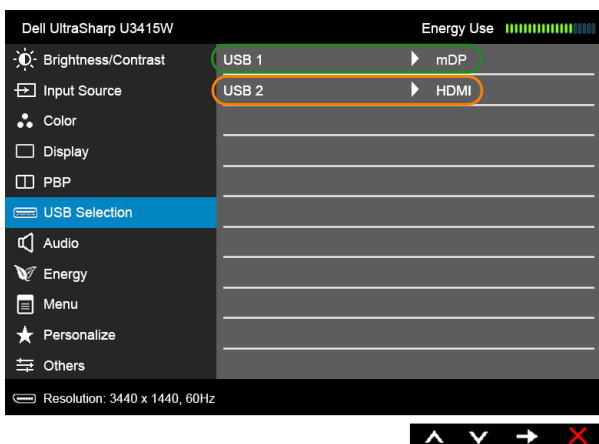 Dell UltraSharp U3415W Energy Use
Brightness/Contrast USB 1 mDP
Input Source USB 2 HDMI
Color
Display
PBP
USB Selection
Audio
Energy
Menu
Personalize
Others
Resolution: 3440 x 1440, 60Hz